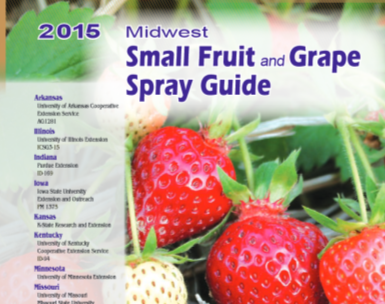 2015 Midwest
Small Fruit and Grape
Spray Guide
Arkansas
University of Arkansas Cooperative
Extension Service
AG1281
Illinois
University of Illinois Extension
ICSG3-15
Indiana
Purdue Extension
ID-169
Iowa
Iowa State University
Extension and Outreach
PM 1375
Kansas
K-State Research and Extension
Kentucky
University of Kentucky
Cooperative Extension Service
ID-94
Minnesota
University of Minnesota Extension
Missouri
University of Missouri
Missouri State University